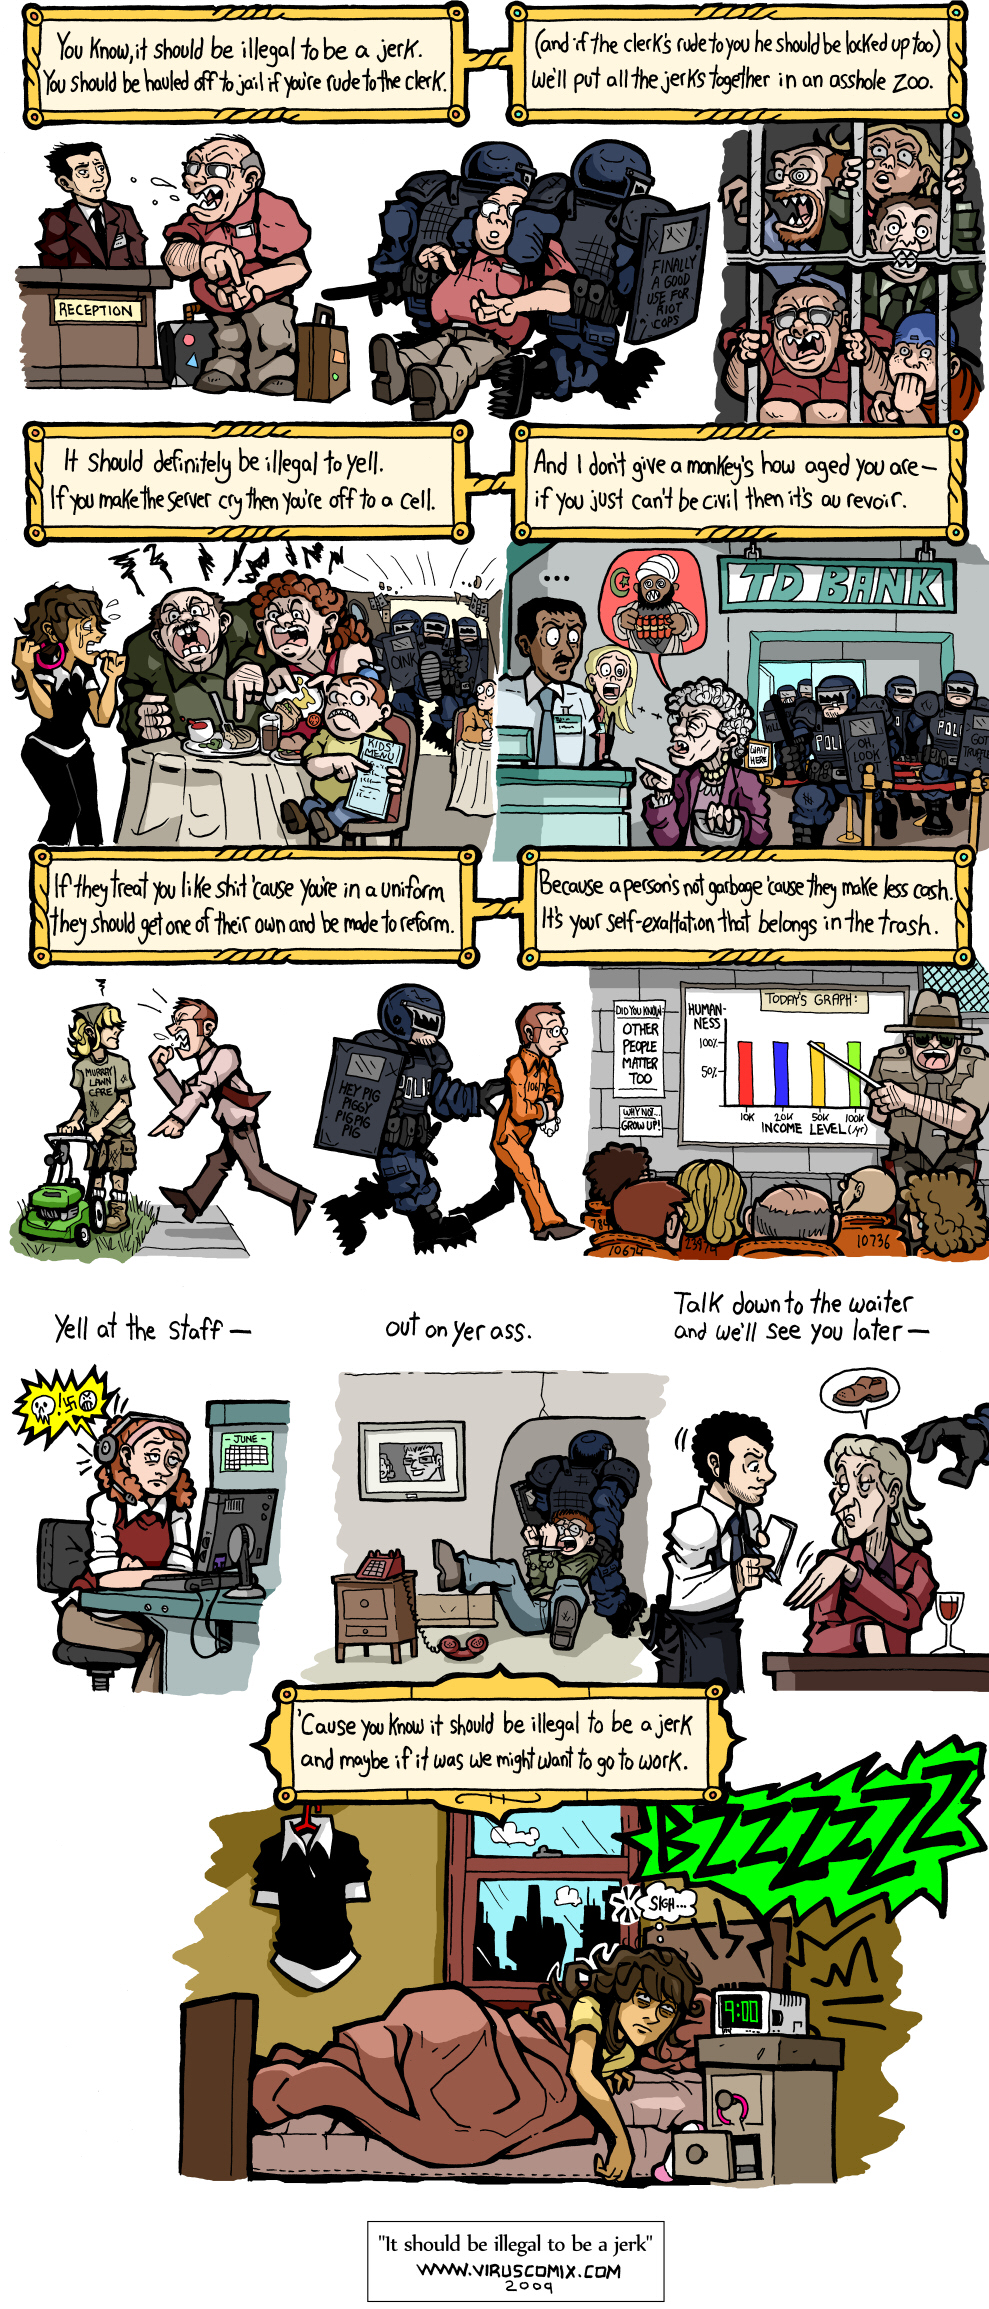 You know, it should be illegal to be a jerk.
You should be hauled off to jail if you're rude to the clerk.
(and if the clerk's rude to you he should be locked up too)
We'll put all the jerks together in an asshole zoo.
RECEPTION
FINALLY
A GOOD
USE FOR
RIOT
COPS
It should definitely be illegal to yell.
If you make the server cry then you're off to a cell.
And I don't give a monkey's how aged you are—
if you just can't be civil then it's au revoir.
OINK
KIDS'
MENU
...
TD BANK
WAIT
HERE
POLI
OH,
LOOK
POLI
GOT
TRUFFLES
If they treat you like shit 'cause you're in a uniform
they should get one of their own and be made to reform.
Because a person's not garbage 'cause they make less cash.
It's your self-exaltation that belongs in the trash.
MURRAY
LAWN
CARE
HEY PIG
PIGGY
PIG PIG
PIG
POLIC
1067
DID YOU KNOW:
OTHER
PEOPLE
MATTER
TOO
WHY NOT...
GROW UP!
TODAY'S GRAPH:
HUMAN-
NESS
100%
50%
10K 20K 50K 100K
INCOME LEVEL (/yr)
784
10674
23974
10736
Yell at the staff—
out on yer ass.
Talk down to the waiter
and we'll see you later—
!
JUNE
'Cause you know it should be illegal to be a jerk
and maybe if it was we might want to go to work.
BZZZZZZ
SIGH...
9:00
"It should be illegal to be a jerk"
WWW.VIRUSCOMIX.COM
2009